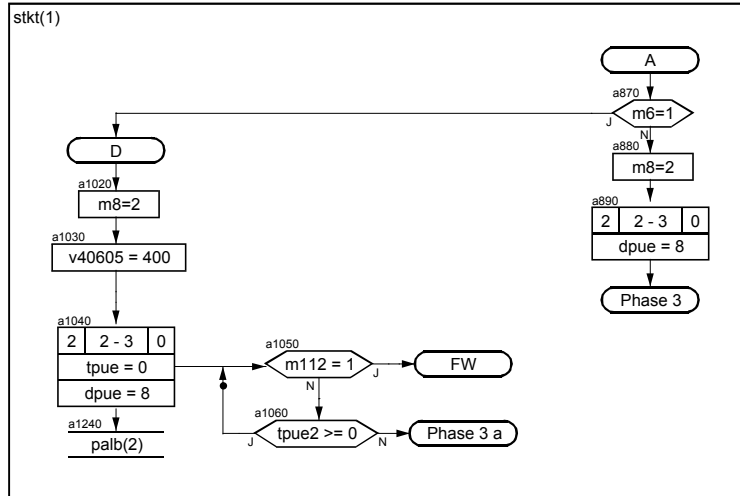 stkt(1)
A
a870
m6=1
J
N
D
a880
m8=2
a1020
m8=2
a890
2 2 - 3 0
dpue = 8
a1030
v40605 = 400
Phase 3
a1040
2 2 - 3 0
tpue = 0
dpue = 8
a1050
m112 = 1
J
N
FW
a1060
tpue2 >= 0
J
N
Phase 3 a
a1240
palb(2)